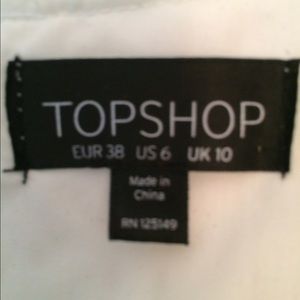 TOPSHOP
EUR 38 US 6 UK 10
Made in
China
RN 125149